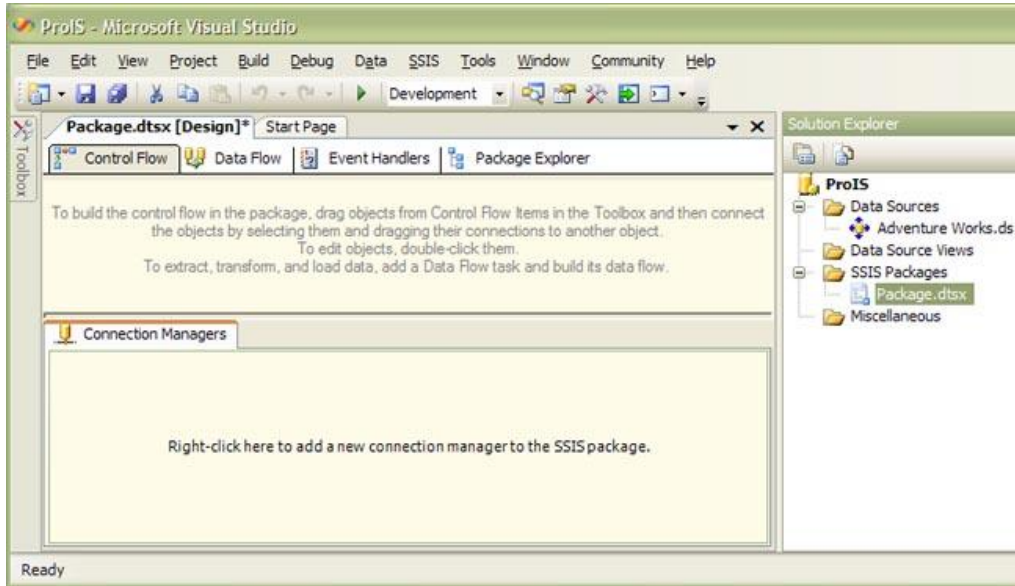 ProIS - Microsoft Visual Studio
File Edit View Project Build Debug Data SSIS Tools Window Community Help
Development
Toolbox
Package.dtsx [Design]* Start Page
Control Flow Data Flow Event Handlers Package Explorer
To build the control flow in the package, drag objects from Control Flow Items in the Toolbox and then connect
the objects by selecting them and dragging their connections to another object.
To edit objects, double-click them.
To extract, transform, and load data, add a Data Flow task and build its data flow.
Connection Managers
Right-click here to add a new connection manager to the SSIS package.
Solution Explorer
ProIS
Data Sources
Adventure Works.ds
Data Source Views
SSIS Packages
Package.dtsx
Miscellaneous
Ready